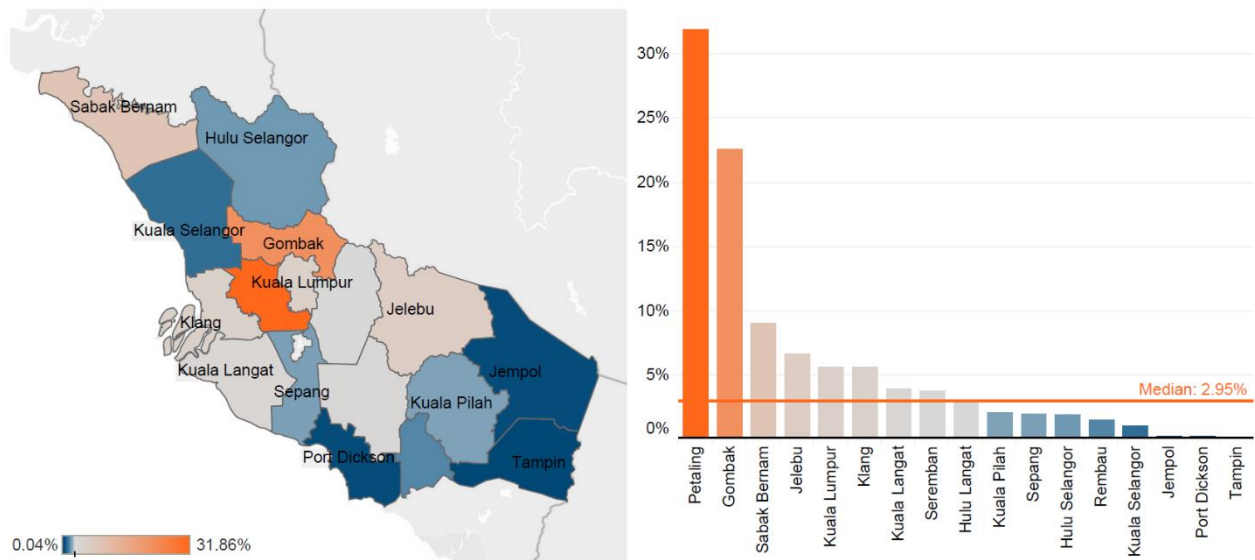 Sabak Bernam
Hulu Selangor
Kuala Selangor
Gombak
Kuala Lumpur
Jelebu
Klang
Kuala Langat
Sepang
Jempol
Kuala Pilah
Port Dickson
Tampin
0.04%
31.86%
30%
25%
20%
15%
10%
5%
0%
Median: 2.95%
Petaling
Gombak
Sabak Bernam
Jelebu
Kuala Lumpur
Klang
Kuala Langat
Seremban
Hulu Langat
Kuala Pilah
Sepang
Hulu Selangor
Rembau
Kuala Selangor
Jempol
Port Dickson
Tampin